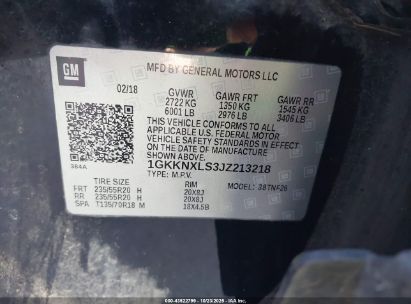 GM
MFD BY GENERAL MOTORS LLC
02/18 GVWR GAWR FRT GAWR RR
2722 KG 1350 KG 1545 KG
6001 LB 2976 LB 3406 LB
THIS VEHICLE CONFORMS TO ALL APPLICABLE
U.S. FEDERAL MOTOR VEHICLE
SAFETY STANDARDS IN EFFECT ON THE DATE
OF MANUFACTURE SHOWN ABOVE.
384A
1GKKNXLS3JZ213218
TYPE: M.P.V. MODEL: 38TNF26
TIRE SIZE RIM
FRT 235/55R20 H 20X8J
RR 235/55R20 H 20X8J
SPA T135/70R18 M 18X4.5B